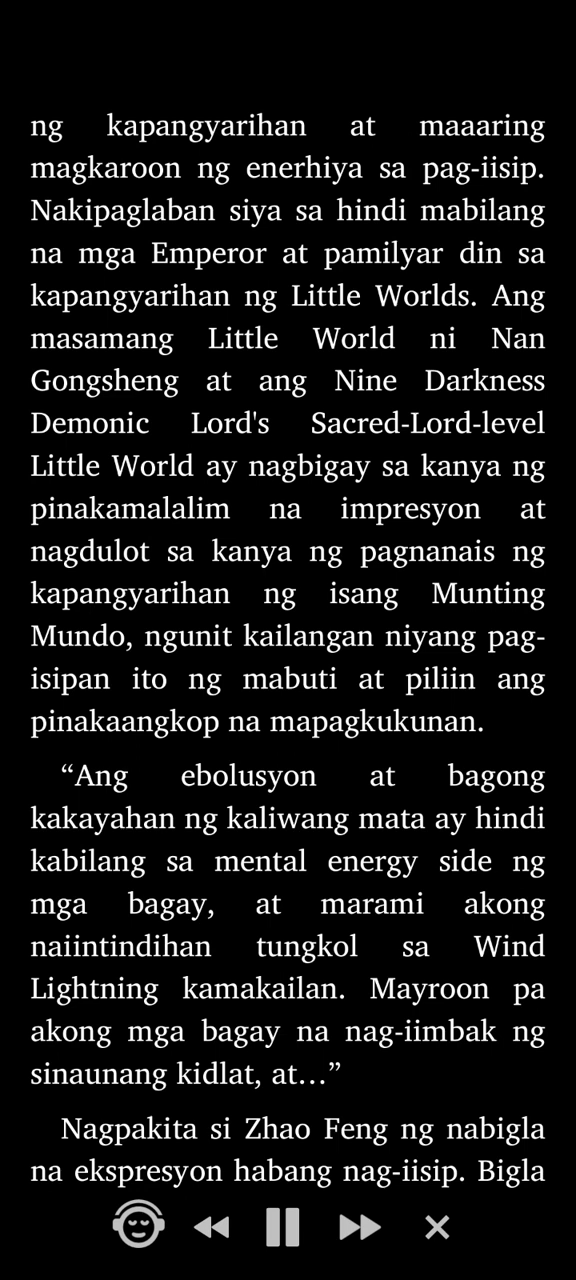 ng kapangyarihan at maaaring
magkaroon ng enerhiya sa pag-iisip.
Nakipaglaban siya sa hindi mabilang
na mga Emperor at pamilyar din sa
kapangyarihan ng Little Worlds. Ang
masamang Little World ni Nan
Gongsheng at ang Nine Darkness
Demonic Lord's Sacred-Lord-level
Little World ay nagbigay sa kanya ng
pinakamalalim na impresyon at
nagdulot sa kanya ng pagnanais ng
kapangyarihan ng isang Munting
Mundo, ngunit kailangan niyang pag-
isipan ito ng mabuti at piliin ang
pinakaangkop na mapagkukunan.
“Ang ebolusyon at bagong
kakayahan ng kaliwang mata ay hindi
kabilang sa mental energy side ng
mga bagay, at marami akong
naiintindihan tungkol sa Wind
Lightning kamakailan. Mayroon pa
akong mga bagay na nag-iimbak ng
sinaunang kidlat, at…”
Nagpakita si Zhao Feng ng nabigla
na ekspresyon habang nag-iisip. Bigla